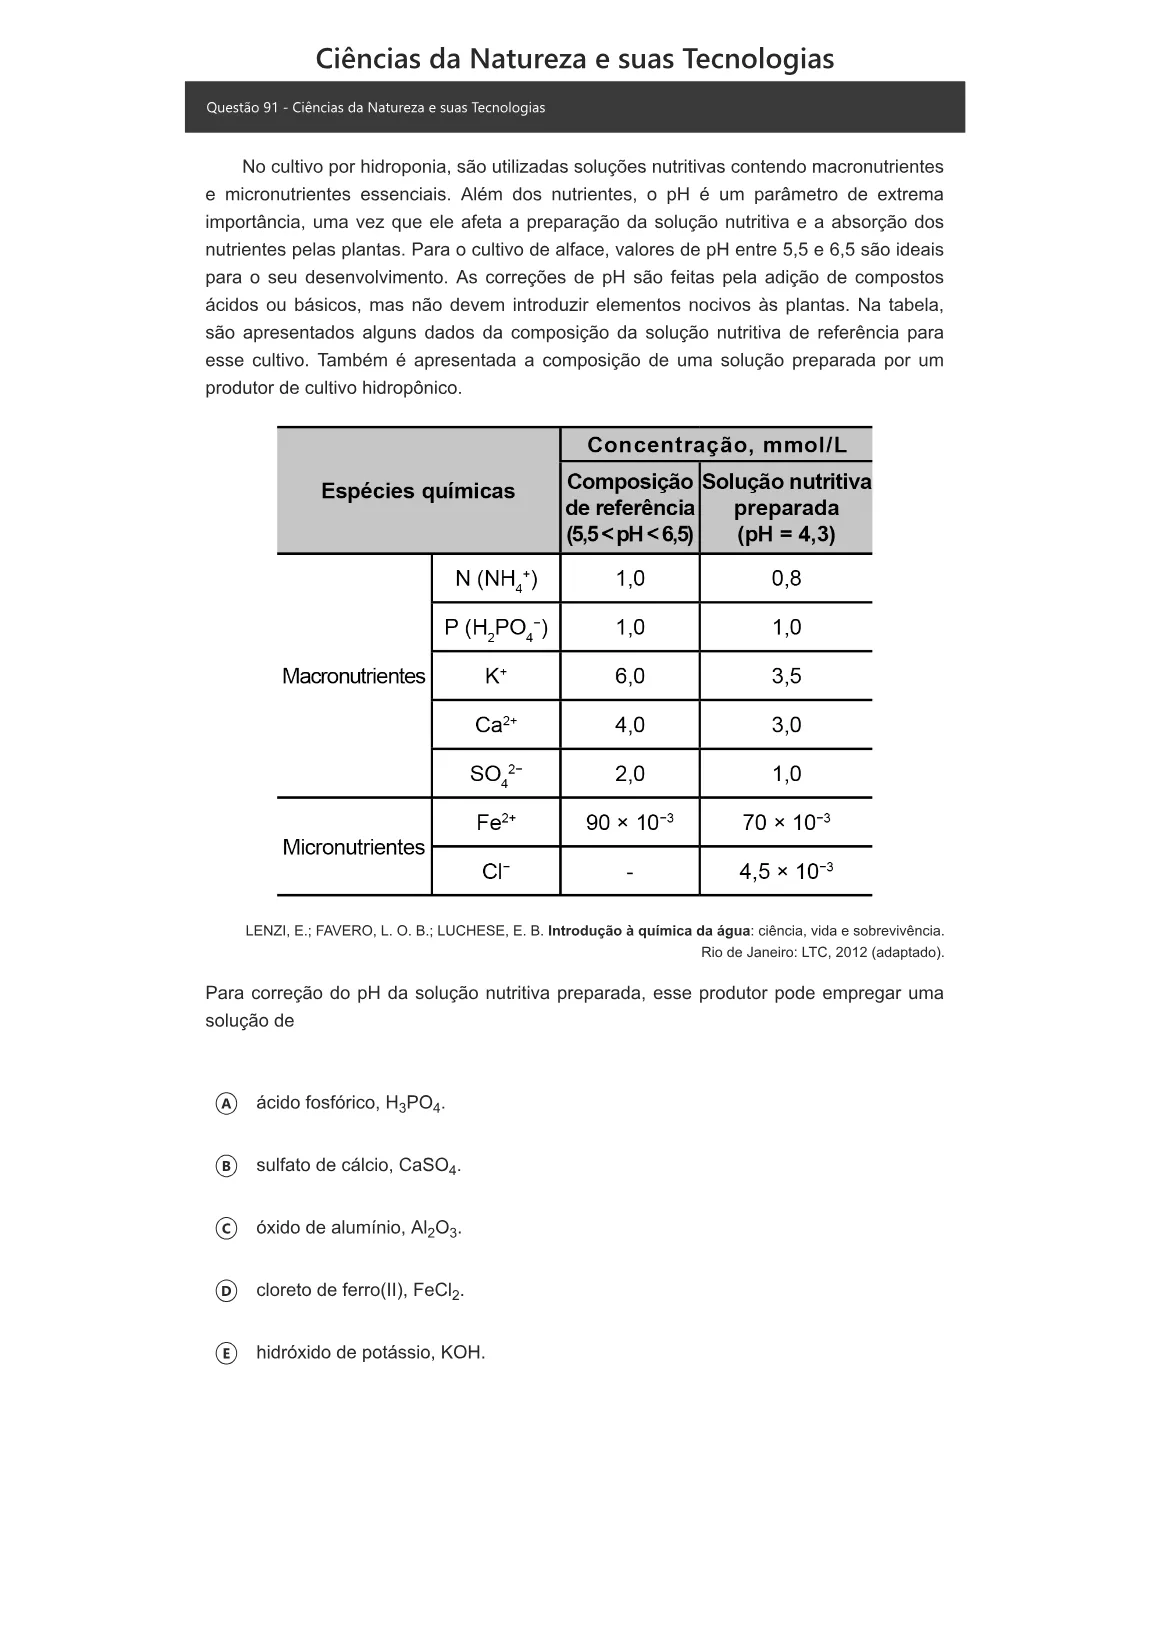 Ciências da Natureza e suas Tecnologias
Questão 91 - Ciências da Natureza e suas Tecnologias
No cultivo por hidroponia, são utilizadas soluções nutritivas contendo macronutrientes
e micronutrientes essenciais. Além dos nutrientes, o pH é um parâmetro de extrema
importância, uma vez que ele afeta a preparação da solução nutritiva e a absorção dos
nutrientes pelas plantas. Para o cultivo de alface, valores de pH entre 5,5 e 6,5 são ideais
para o seu desenvolvimento. As correções de pH são feitas pela adição de compostos
ácidos ou básicos, mas não devem introduzir elementos nocivos às plantas. Na tabela,
são apresentados alguns dados da composição da solução nutritiva de referência para
esse cultivo. Também é apresentada a composição de uma solução preparada por um
produtor de cultivo hidropônico.
Espécies químicas
Concentração, mmol/L
Composição
de referência
(5,5 < pH < 6,5)
Solução nutritiva
preparada
(pH = 4,3)
Macronutrientes
N (NH₄⁺) 1,0 0,8
P (H₂PO₄⁻) 1,0 1,0
K⁺ 6,0 3,5
Ca²⁺ 4,0 3,0
SO₄²⁻ 2,0 1,0
Micronutrientes
Fe²⁺ 90 × 10⁻³ 70 × 10⁻³
Cl⁻ - 4,5 × 10⁻³
LENZI, E.; FAVERO, L. O. B.; LUCHESE, E. B. Introdução à química da água: ciência, vida e sobrevivência.
Rio de Janeiro: LTC, 2012 (adaptado).
Para correção do pH da solução nutritiva preparada, esse produtor pode empregar uma
solução de
A ácido fosfórico, H₃PO₄.
B sulfato de cálcio, CaSO₄.
C óxido de alumínio, Al₂O₃.
D cloreto de ferro(II), FeCl₂.
E hidróxido de potássio, KOH.